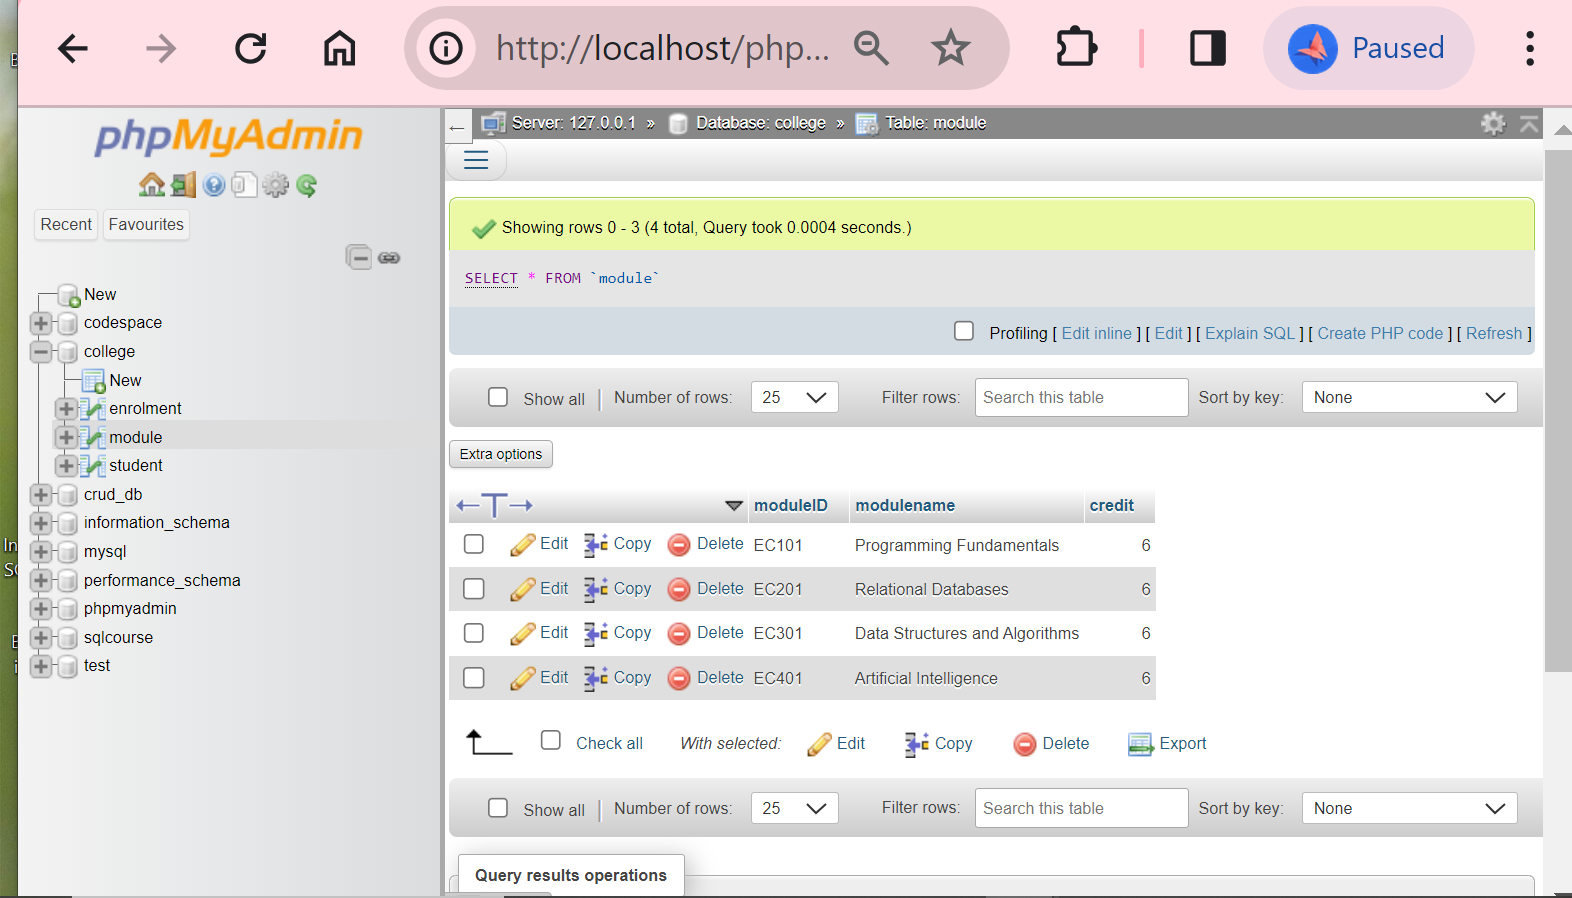 http://localhost/php...
Paused
phpMyAdmin
Recent
Favourites
New
codespace
college
New
enrolment
module
student
crud_db
information_schema
mysql
performance_schema
phpmyadmin
sqlcourse
test
Server: 127.0.0.1 » Database: college » Table: module
Showing rows 0 - 3 (4 total, Query took 0.0004 seconds.)
SELECT * FROM `module`
Profiling [ Edit inline ] [ Edit ] [ Explain SQL ] [ Create PHP code ] [ Refresh ]
Show all | Number of rows: 25 Filter rows: Search this table Sort by key: None
Extra options
moduleID modulename credit
Edit Copy Delete EC101 Programming Fundamentals 6
Edit Copy Delete EC201 Relational Databases 6
Edit Copy Delete EC301 Data Structures and Algorithms 6
Edit Copy Delete EC401 Artificial Intelligence 6
Check all With selected: Edit Copy Delete Export
Show all | Number of rows: 25 Filter rows: Search this table Sort by key: None
Query results operations